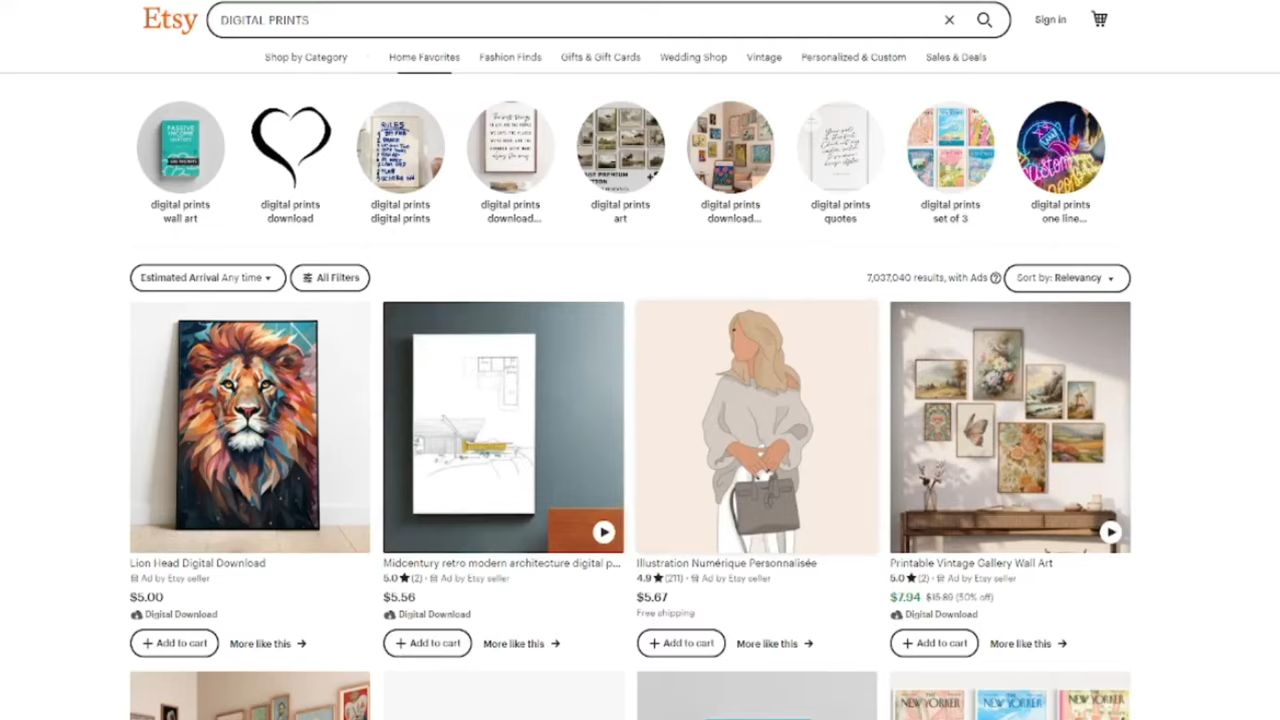 Etsy
DIGITAL PRINTS
Sign in
Shop by Category
Home Favorites
Fashion Finds
Gifts & Gift Cards
Wedding Shop
Vintage
Personalized & Custom
Sales & Deals
PASSIVE
INCOME
RULES
digital prints
wall art
digital prints
download
digital prints
digital prints
digital prints
download...
digital prints
art
digital prints
download...
digital prints
quotes
digital prints
set of 3
digital prints
one line...
Estimated Arrival Any time
All Filters
7,037,040 results, with Ads
Sort by: Relevancy
Lion Head Digital Download
Ad by Etsy seller
$5.00
Digital Download
Add to cart
More like this →
Midcentury retro modern architecture digital p...
5.0★(2) · Ad by Etsy seller
$5.56
Digital Download
Add to cart
More like this →
Illustration Numérique Personnalisée
4.9★(211) · Ad by Etsy seller
$5.67
Free shipping
Add to cart
More like this →
Printable Vintage Gallery Wall Art
5.0★(2) · Ad by Etsy seller
$7.94 $15.89 (50% off)
Digital Download
Add to cart
More like this →
THE
NEW YORKER
THE
NEW YORKER
THE
NEW YORKER